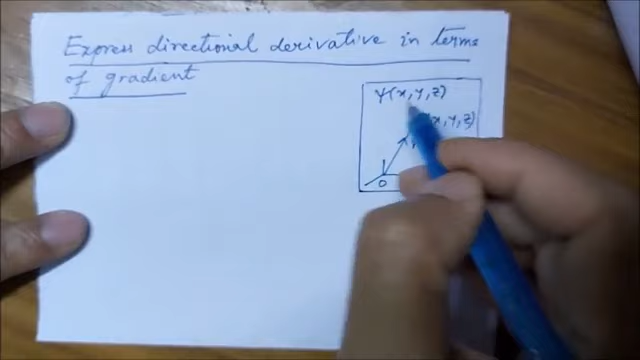 Express directional derivative in terms
of gradient
Ψ(x,y,z)
(x,y,z)
O